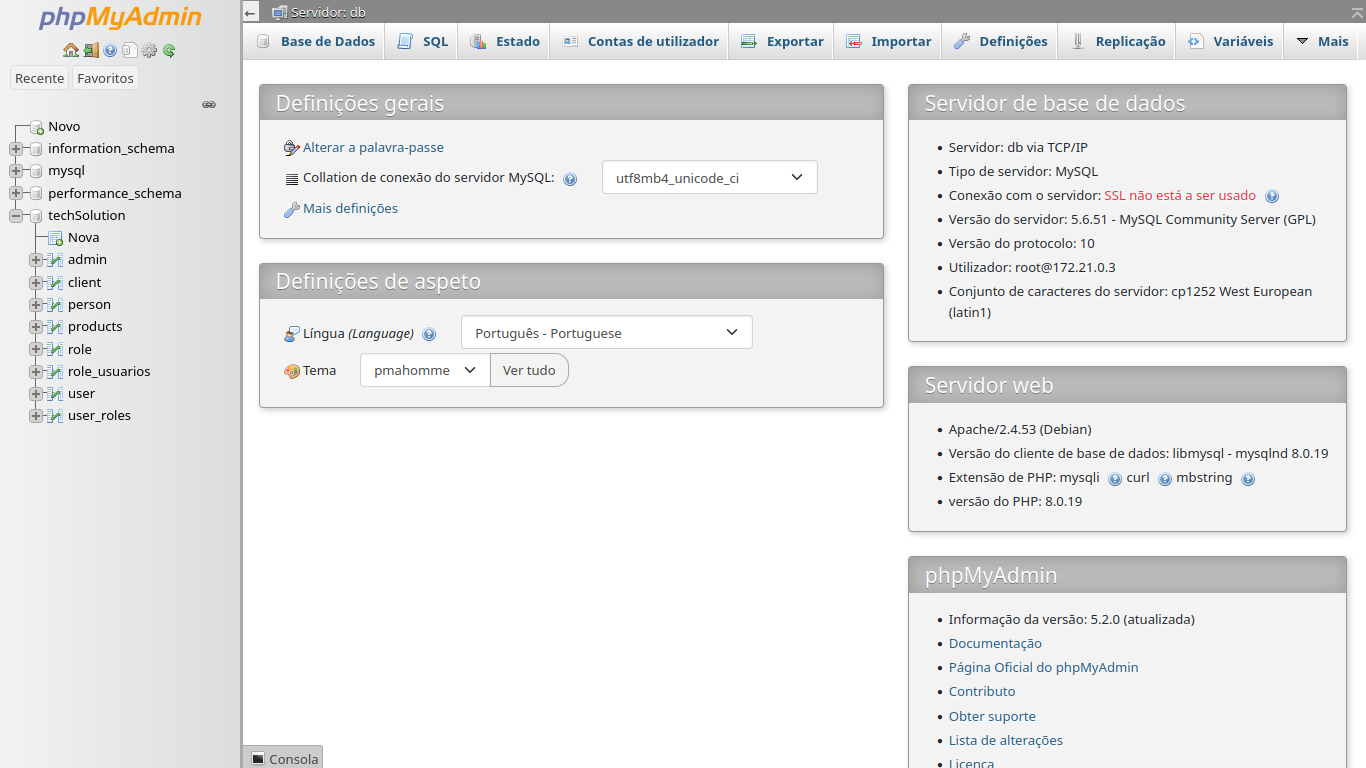 phpMyAdmin
Recente Favoritos
Novo
information_schema
mysql
performance_schema
techSolution
Nova
admin
client
person
products
role
role_usuarios
user
user_roles
Servidor: db
Base de Dados SQL Estado Contas de utilizador Exportar Importar Definições Replicação Variáveis Mais
Definições gerais
Alterar a palavra-passe
Collation de conexão do servidor MySQL: utf8mb4_unicode_ci
Mais definições
Definições de aspeto
Língua (Language) Português - Portuguese
Tema pmahomme Ver tudo
Servidor de base de dados
Servidor: db via TCP/IP
Tipo de servidor: MySQL
Conexão com o servidor: SSL não está a ser usado
Versão do servidor: 5.6.51 - MySQL Community Server (GPL)
Versão do protocolo: 10
Utilizador: root@172.21.0.3
Conjunto de caracteres do servidor: cp1252 West European
(latin1)
Servidor web
Apache/2.4.53 (Debian)
Versão do cliente de base de dados: libmysql - mysqlnd 8.0.19
Extensão de PHP: mysqli curl mbstring
versão do PHP: 8.0.19
phpMyAdmin
Informação da versão: 5.2.0 (atualizada)
Documentação
Página Oficial do phpMyAdmin
Contributo
Obter suporte
Lista de alterações
Licença
Consola